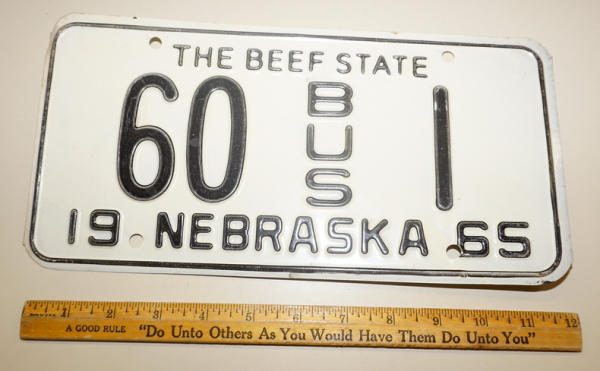 THE BEEF STATE
60 BUS 1
19 NEBRASKA 65
1 2 3 4 5 6 7 8 9 10 11 12
A GOOD RULE "Do Unto Others As You Would Have Them Do Unto You"